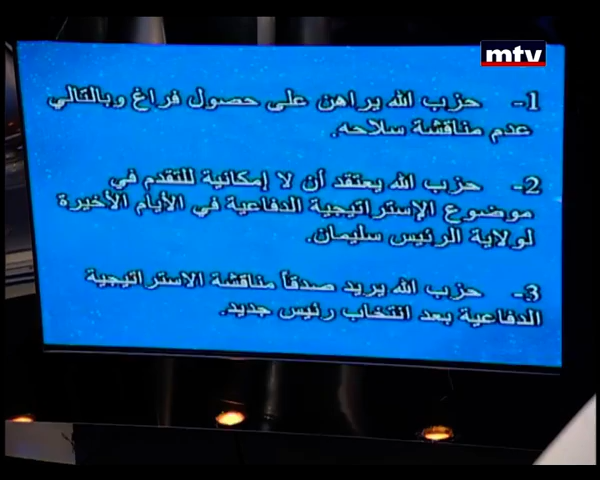 mtv
1- حزب الله يراهن على حصول فراغ وبالتالي
عدم مناقشة سلاحه.
2- حزب الله يعتقد أن لا إمكانية للتقدم في
موضوع الإستراتيجية الدفاعية في الأيام الأخيرة
لولاية الرئيس سليمان.
3- حزب الله يريد صدقاً مناقشة الاستراتيجية
الدفاعية بعد انتخاب رئيس جديد.